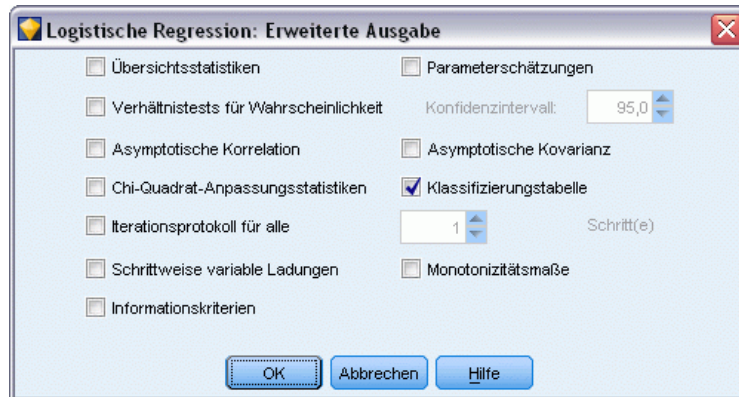 Logistische Regression: Erweiterte Ausgabe
Übersichtsstatistiken Parameterschätzungen
Verhältnistests für Wahrscheinlichkeit Konfidenzintervall: 95,0
Asymptotische Korrelation Asymptotische Kovarianz
Chi-Quadrat-Anpassungsstatistiken Klassifizierungstabelle
Iterationsprotokoll für alle 1 Schritt(e)
Schrittweise variable Ladungen Monotonizitätsmaße
Informationskriterien
OK Abbrechen Hilfe